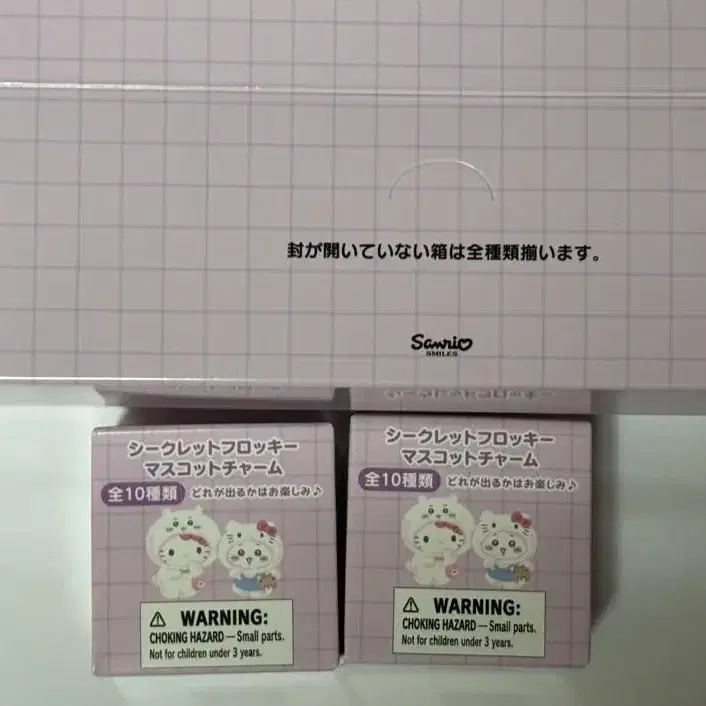 封が開いていない箱は全種類揃います。
Sanrio
SMILES
シークレットフロッキー
マスコットチャーム
全10種類 どれが出るかはお楽しみ♪
⚠ WARNING:
CHOKING HAZARD — Small parts.
Not for children under 3 years.
シークレットフロッキー
マスコットチャーム
全10種類 どれが出るかはお楽しみ♪
⚠ WARNING:
CHOKING HAZARD — Small parts.
Not for children under 3 years.